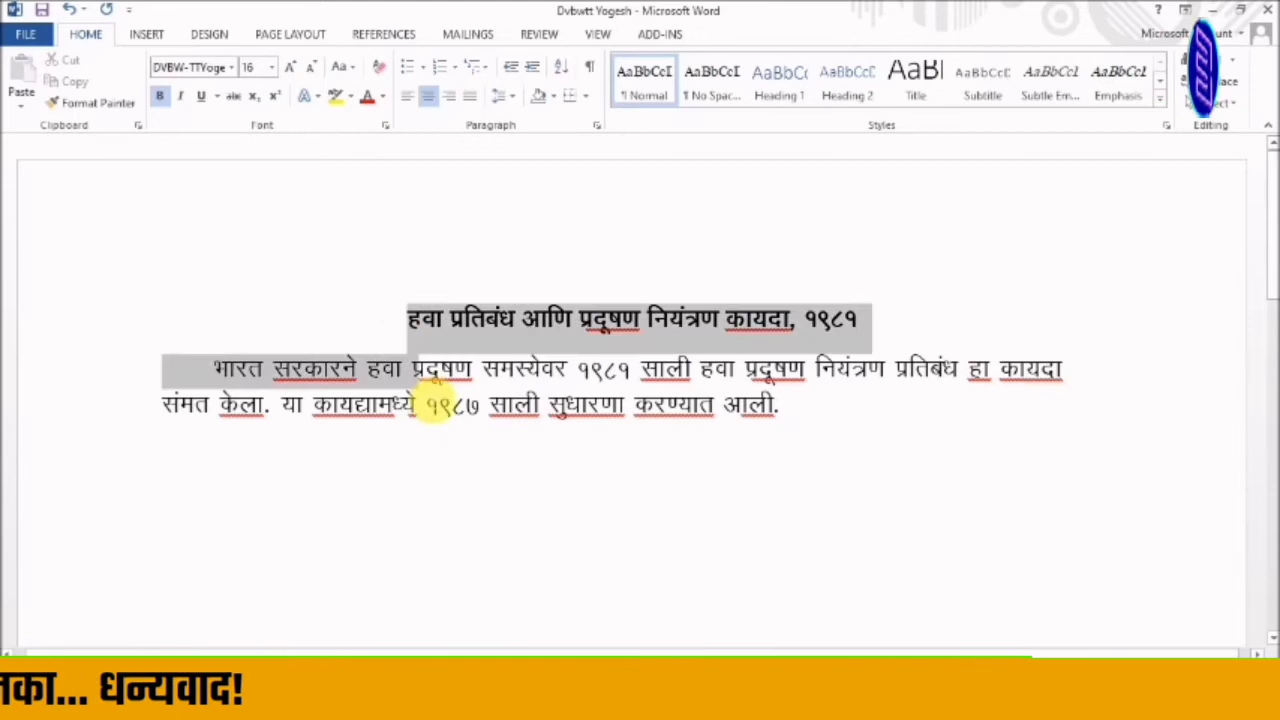 Dvbwtt Yogesh - Microsoft Word
FILE HOME INSERT DESIGN PAGE LAYOUT REFERENCES MAILINGS REVIEW VIEW ADD-INS
Microsoft
Cut
Copy
Format Painter
Paste
DVBW-TTYoge 16
AaBbCcI AaBbCcI AaBbCc AaBbCcI AaBI AaBbCcC AaBbCcI AaBbCcI
¶ Normal ¶ No Spac... Heading 1 Heading 2 Title Subtitle Subtle Em... Emphasis
Clipboard Font Paragraph Styles Editing
हवा प्रतिबंध आणि प्रदूषण नियंत्रण कायदा, १९८१
भारत सरकारने हवा प्रदूषण समस्येवर १९८१ साली हवा प्रदूषण नियंत्रण प्रतिबंध हा कायदा
संमत केला. या कायद्यामध्ये १९८७ साली सुधारणा करण्यात आली.
धन्यवाद!